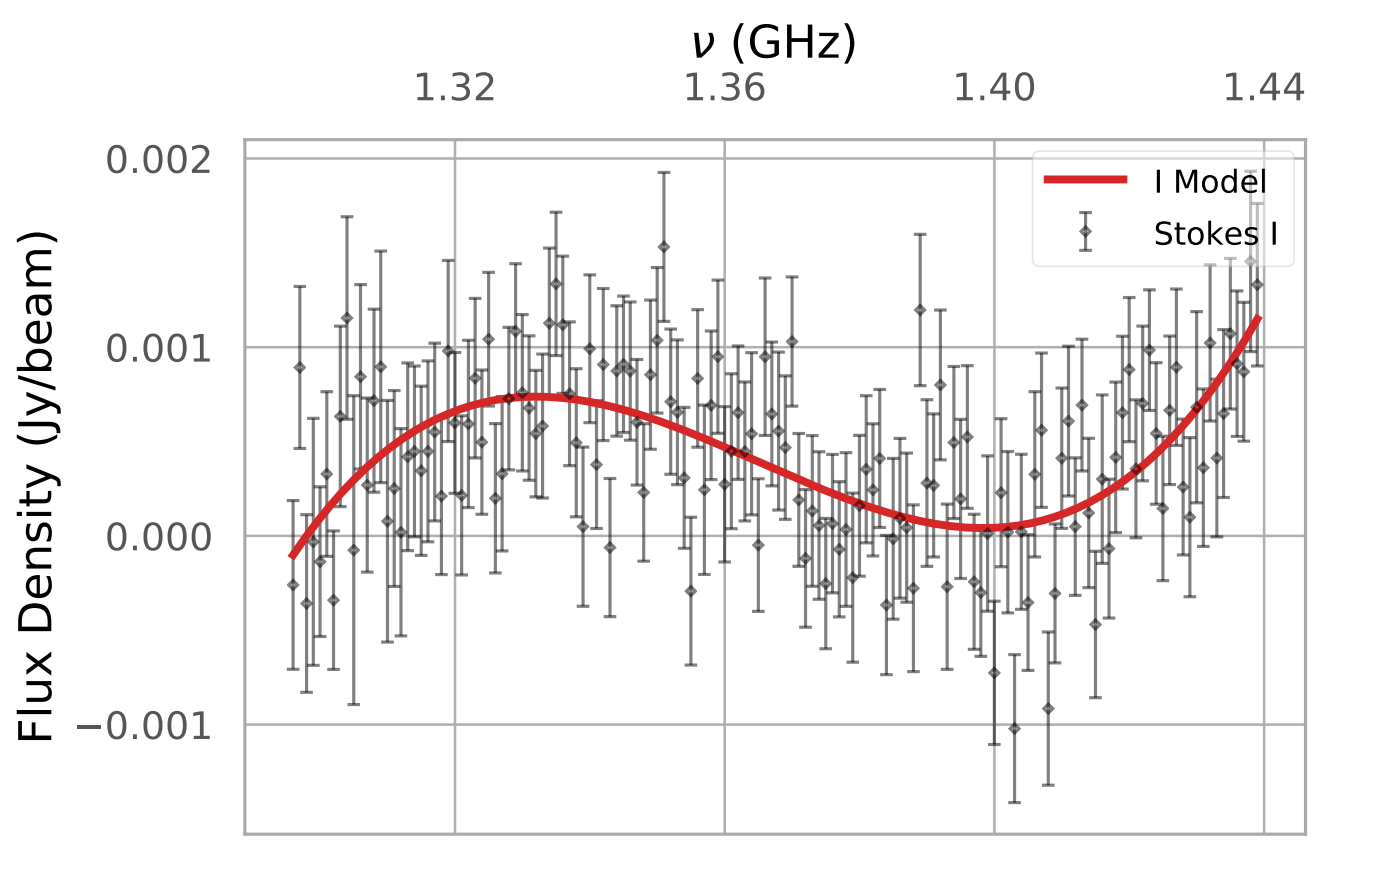 ν (GHz)
1.32 1.36 1.40 1.44
0.002
0.001
0.000
−0.001
Flux Density (Jy/beam)
I Model
Stokes I